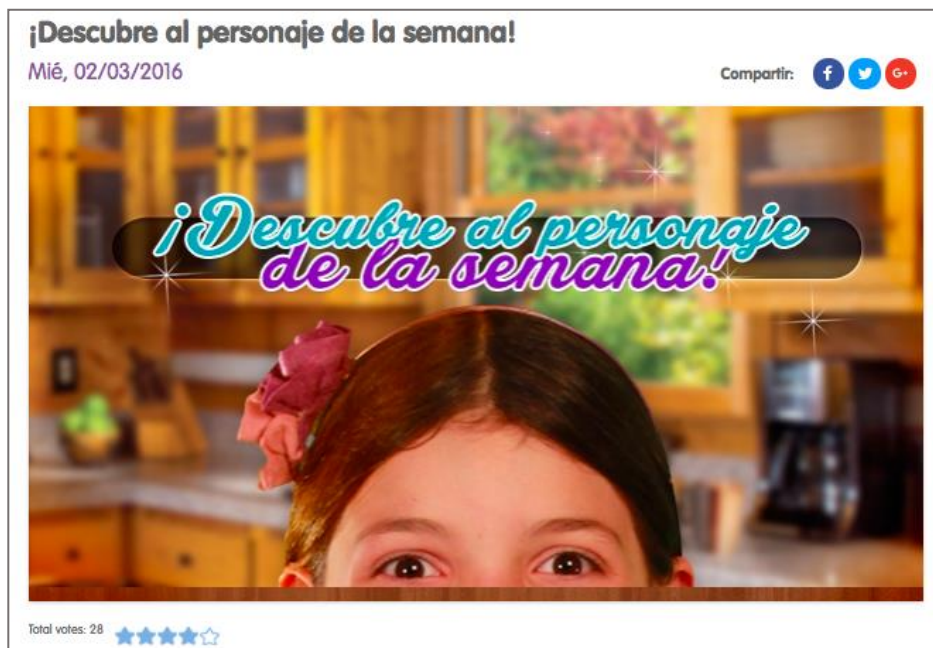 ¡Descubre al personaje de la semana!
Mié, 02/03/2016
Compartir:
f
G+
¡Descubre al personaje
de la semana!
Total votes: 28